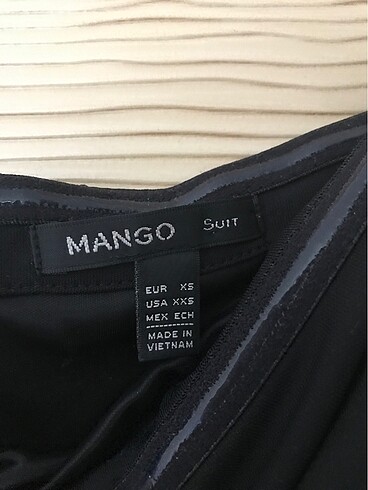 MANGO SUIT
EUR XS
USA XXS
MEX ECH
MADE IN
VIETNAM